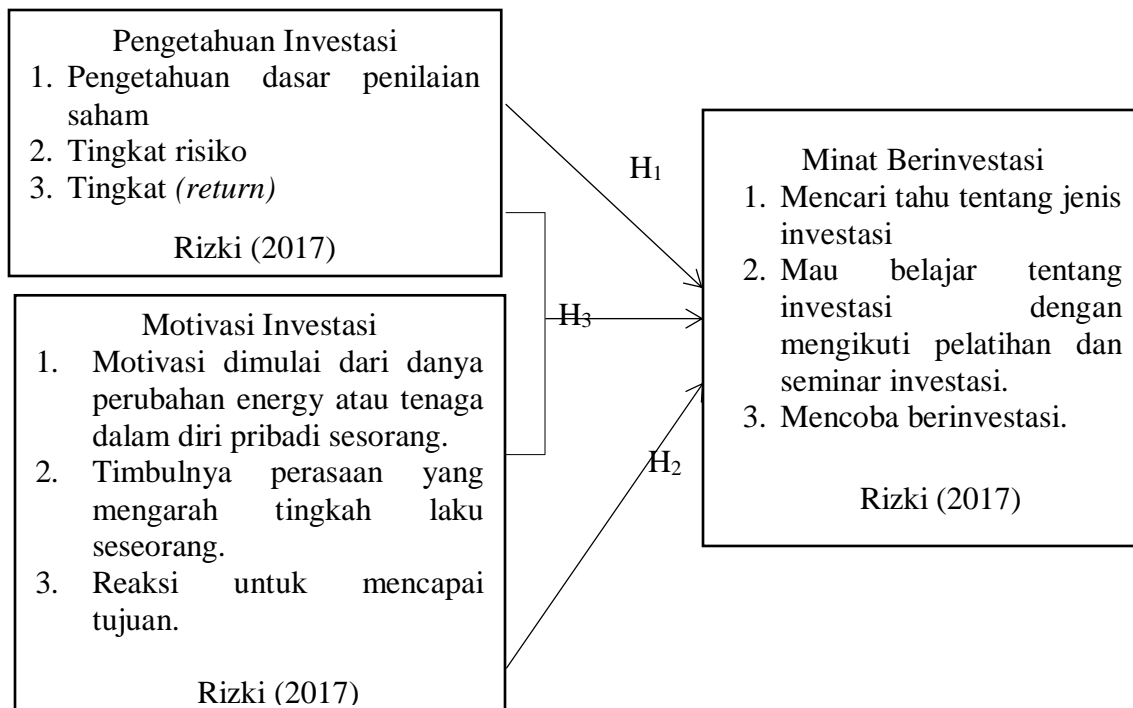 Pengetahuan Investasi
1. Pengetahuan dasar penilaian
saham
2. Tingkat risiko
3. Tingkat (return)
Rizki (2017)
Motivasi Investasi
1. Motivasi dimulai dari danya
perubahan energy atau tenaga
dalam diri pribadi sesorang.
2. Timbulnya perasaan yang
mengarah tingkah laku
seseorang.
3. Reaksi untuk mencapai
tujuan.
Rizki (2017)
H1
H3
H2
Minat Berinvestasi
1. Mencari tahu tentang jenis
investasi
2. Mau belajar tentang
investasi dengan
mengikuti pelatihan dan
seminar investasi.
3. Mencoba berinvestasi.
Rizki (2017)